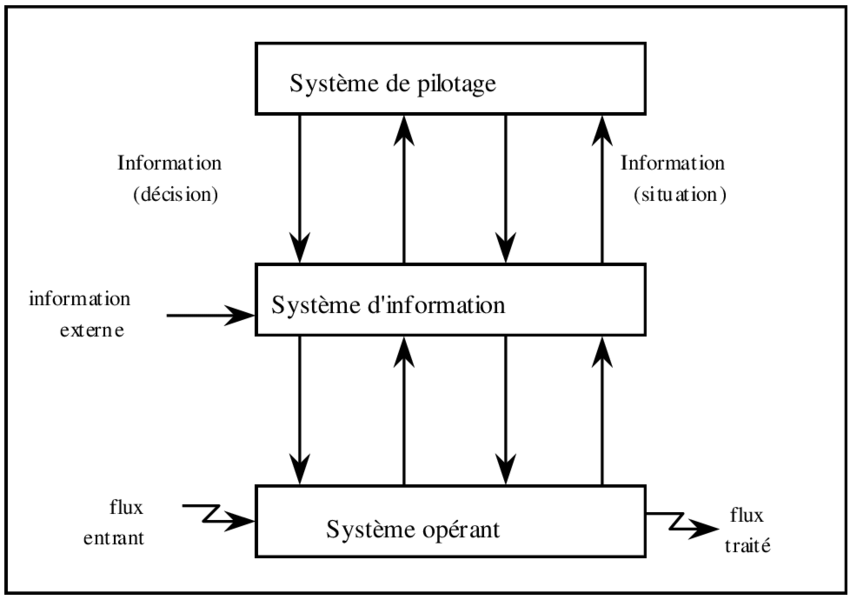 Système de pilotage
Information
(décision)
Information
(situation)
information
externe
Système d'information
flux
entrant
Système opérant
flux
traité